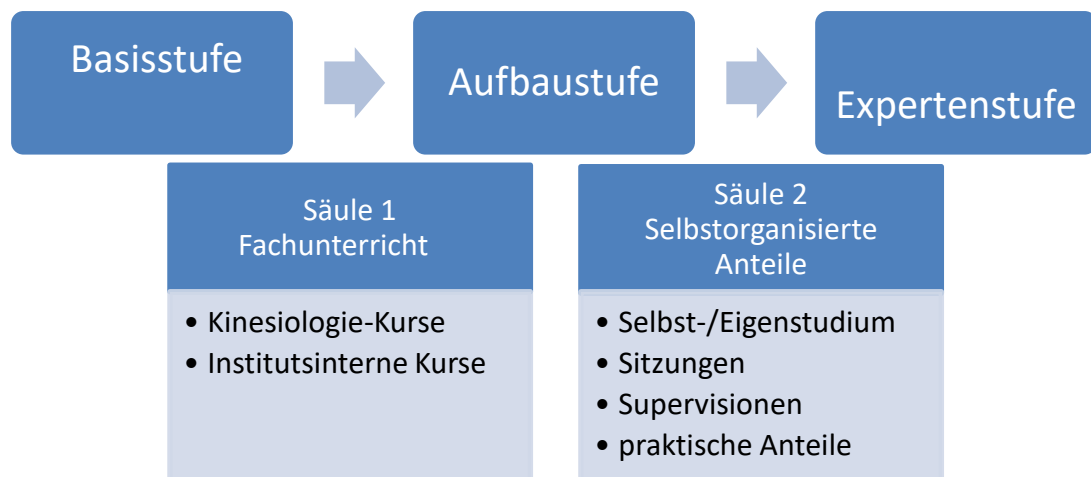 Basisstufe
Aufbaustufe
Expertenstufe
Säule 1
Fachunterricht
• Kinesiologie-Kurse
• Institutsinterne Kurse
Säule 2
Selbstorganisierte
Anteile
• Selbst-/Eigenstudium
• Sitzungen
• Supervisionen
• praktische Anteile